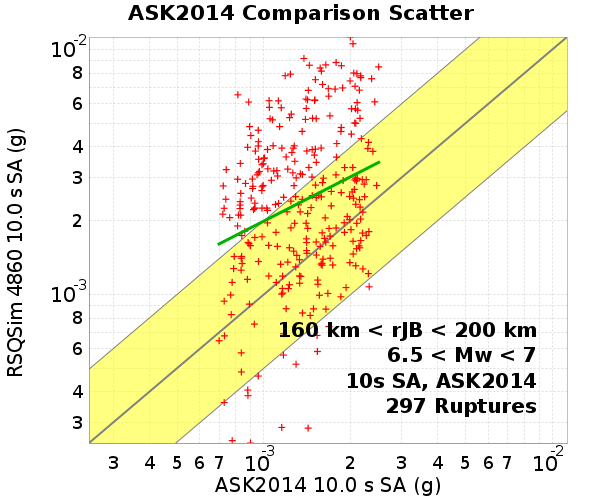 ASK2014 Comparison Scatter
RSQSim 4860 10.0 s SA (g)
10-2
8
6
4
3
2
10-3
8
6
4
3
160 km < rJB < 200 km
6.5 < Mw < 7
10s SA, ASK2014
297 Ruptures
3 4 5 6 7 10-3 2 3 4 5 6 7 10-2
ASK2014 10.0 s SA (g)